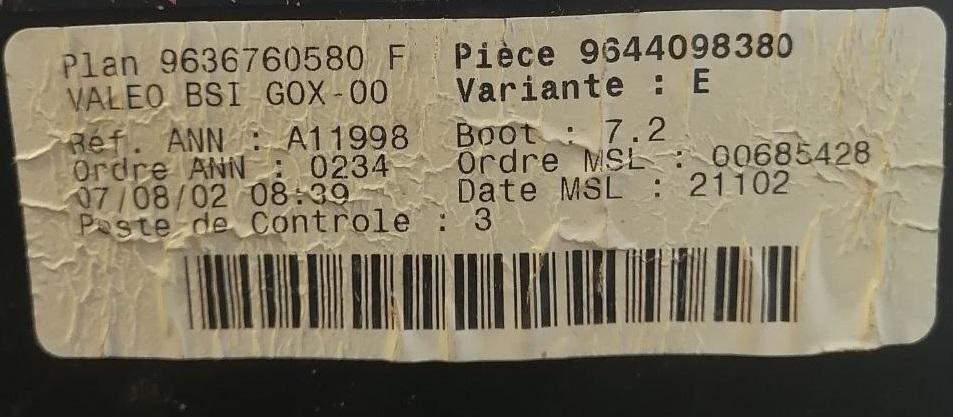 Plan 9636760580 F Pièce 9644098380
VALEO BSI G0X-00 Variante : E
Réf. ANN : A11998 Boot : 7.2
Ordre ANN : 0234 Ordre MSL : 00685428
07/08/02 08:39 Date MSL : 21102
Poste de Controle : 3